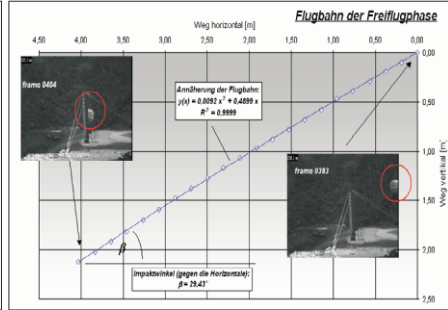 Flugbahn der Freiflugphase
Weg horizontal [m]
4,50 4,00 3,50 3,00 2,50 2,00 1,50 1,00 0,50 0,00
0,00
0,50
1,00
1,50
2,00
2,50
Weg vertikal [m]
frame 0404
Annäherung der Flugbahn:
y(x) = 0,0092 x² + 0,4899 x
R² = 0,9999
frame 0383
β
Impaktwinkel (gegen die Horizontale):
β = 29,43°